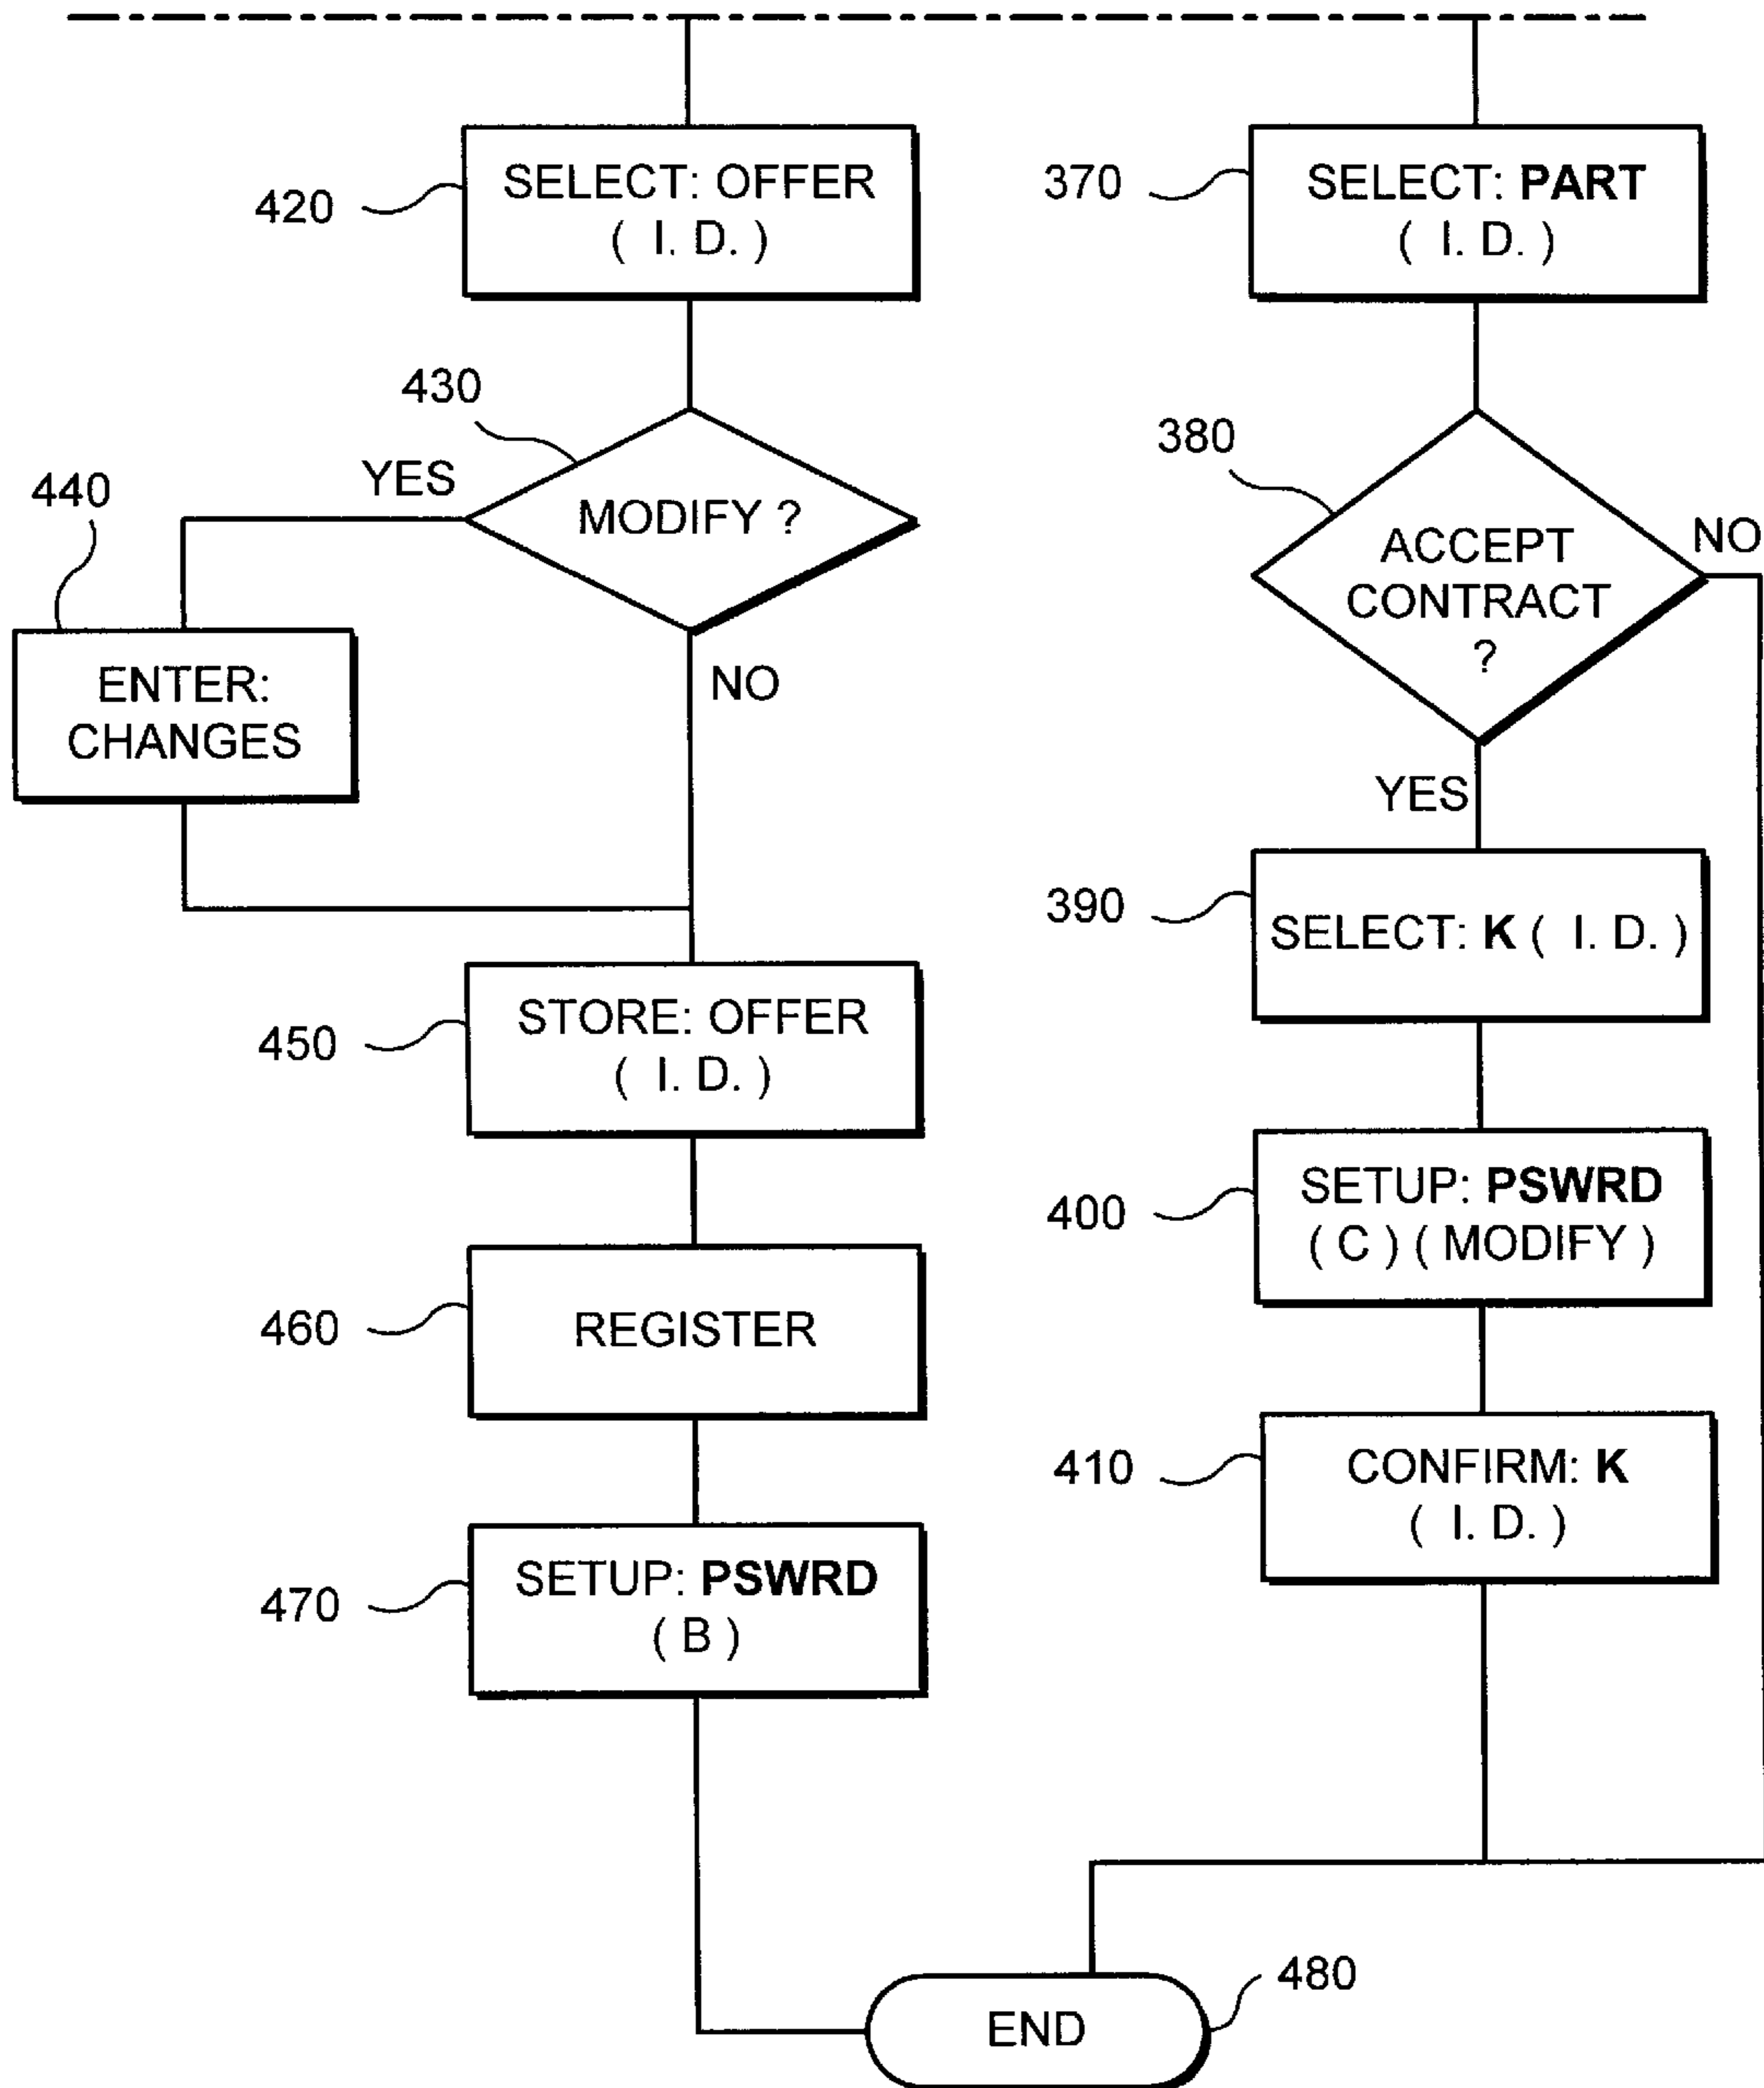 420
SELECT: OFFER
( I. D. )
430
YES
MODIFY ?
NO
440
ENTER:
CHANGES
450
STORE: OFFER
( I. D. )
460
REGISTER
470
SETUP: PSWRD
( B )
370
SELECT: PART
( I. D. )
380
ACCEPT
CONTRACT
?
NO
YES
390
SELECT: K ( I. D. )
400
SETUP: PSWRD
( C ) ( MODIFY )
410
CONFIRM: K
( I. D. )
END
480